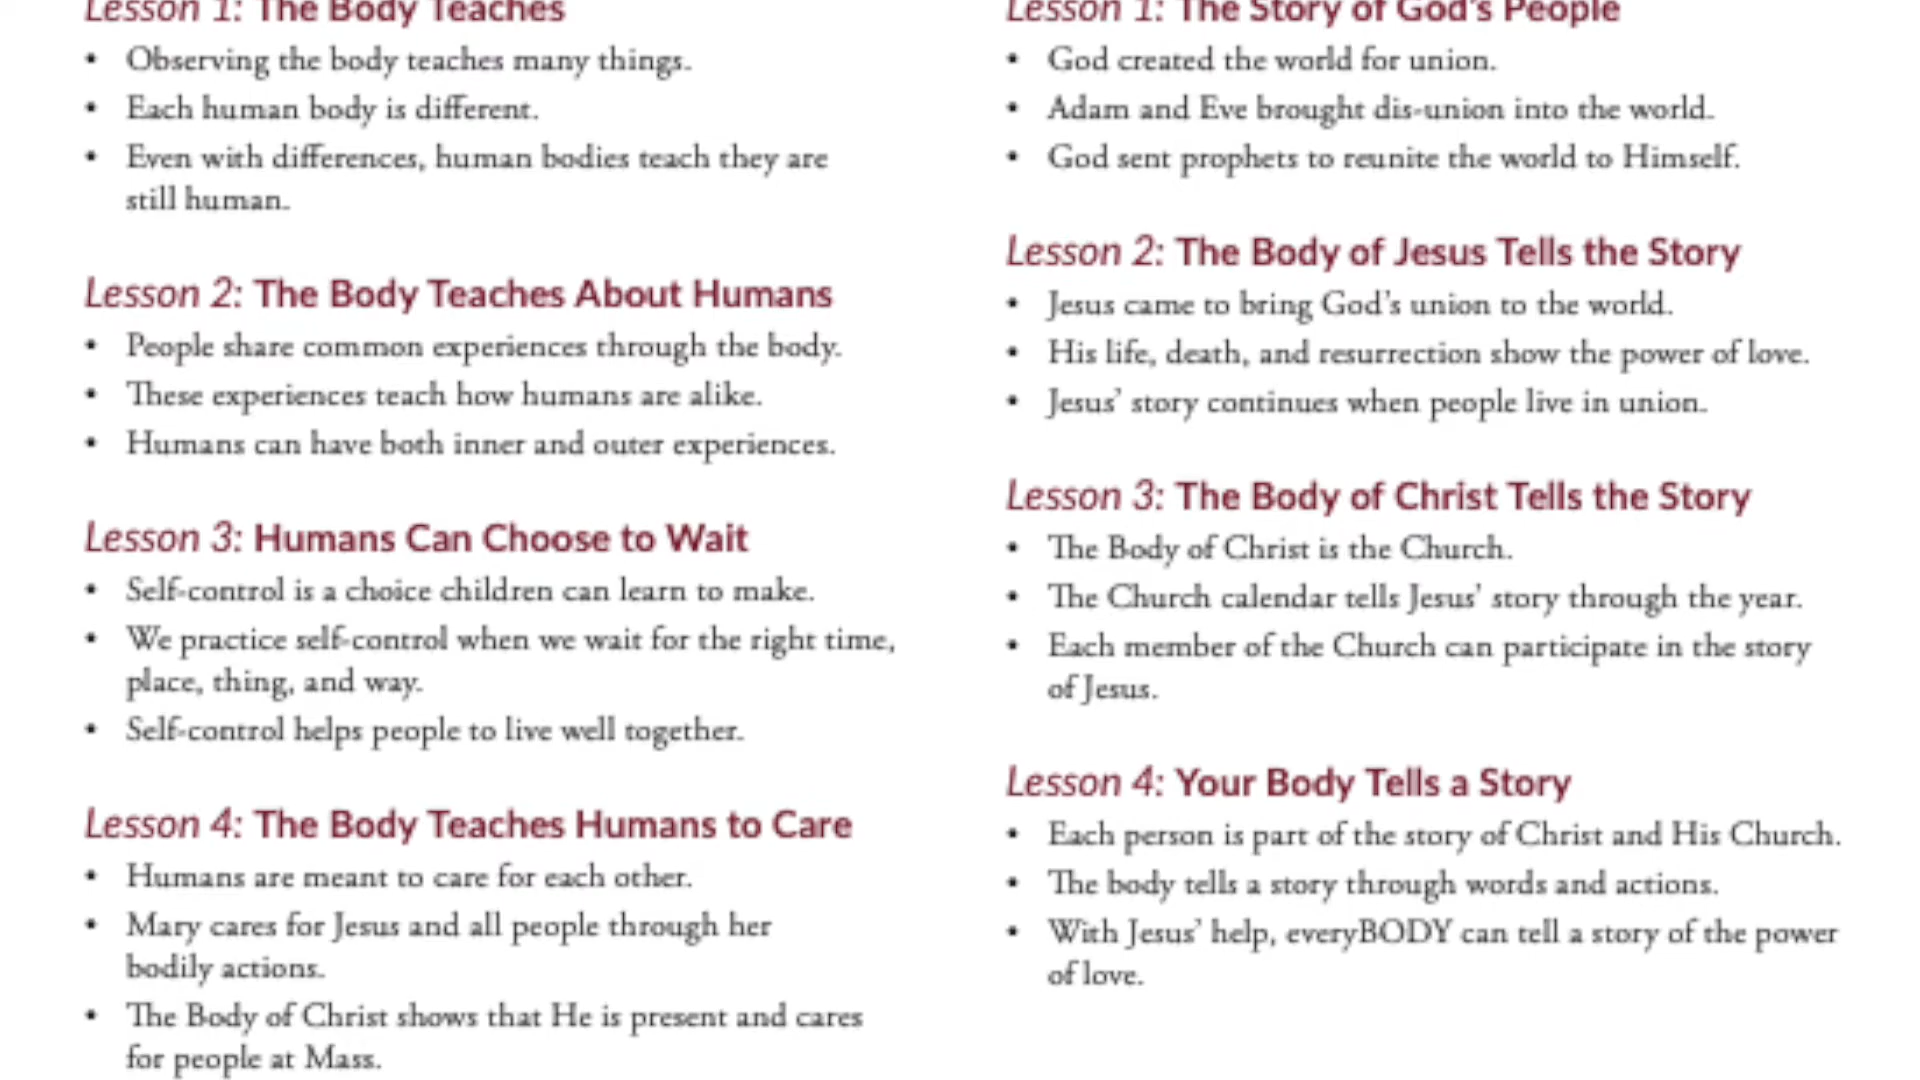 Lesson 1: The Body Teaches
• Observing the body teaches many things.
• Each human body is different.
• Even with differences, human bodies teach they are
still human.
Lesson 2: The Body Teaches About Humans
• People share common experiences through the body.
• These experiences teach how humans are alike.
• Humans can have both inner and outer experiences.
Lesson 3: Humans Can Choose to Wait
• Self-control is a choice children can learn to make.
• We practice self-control when we wait for the right time,
place, thing, and way.
• Self-control helps people to live well together.
Lesson 4: The Body Teaches Humans to Care
• Humans are meant to care for each other.
• Mary cares for Jesus and all people through her
bodily actions.
• The Body of Christ shows that He is present and cares
for people at Mass.
Lesson 1: The Story of God's People
• God created the world for union.
• Adam and Eve brought dis-union into the world.
• God sent prophets to reunite the world to Himself.
Lesson 2: The Body of Jesus Tells the Story
• Jesus came to bring God's union to the world.
• His life, death, and resurrection show the power of love.
• Jesus' story continues when people live in union.
Lesson 3: The Body of Christ Tells the Story
• The Body of Christ is the Church.
• The Church calendar tells Jesus' story through the year.
• Each member of the Church can participate in the story
of Jesus.
Lesson 4: Your Body Tells a Story
• Each person is part of the story of Christ and His Church.
• The body tells a story through words and actions.
• With Jesus' help, everyBODY can tell a story of the power
of love.